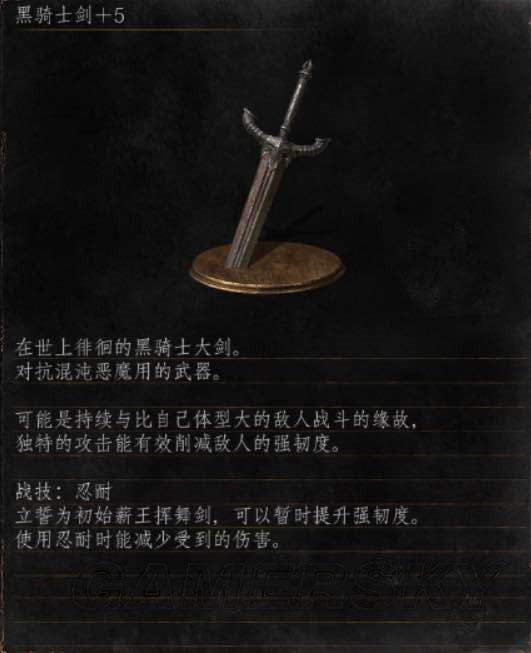 黑骑士剑+5
在世上徘徊的黑骑士大剑。
对抗混沌恶魔用的武器。
可能是持续与比自己体型大的敌人战斗的缘故，
独特的攻击能有效削减敌人的强韧度。
战技：忍耐
立誓为初始薪王挥舞剑，可以暂时提升强韧度。
使用忍耐时能减少受到的伤害。
GAMERSKY